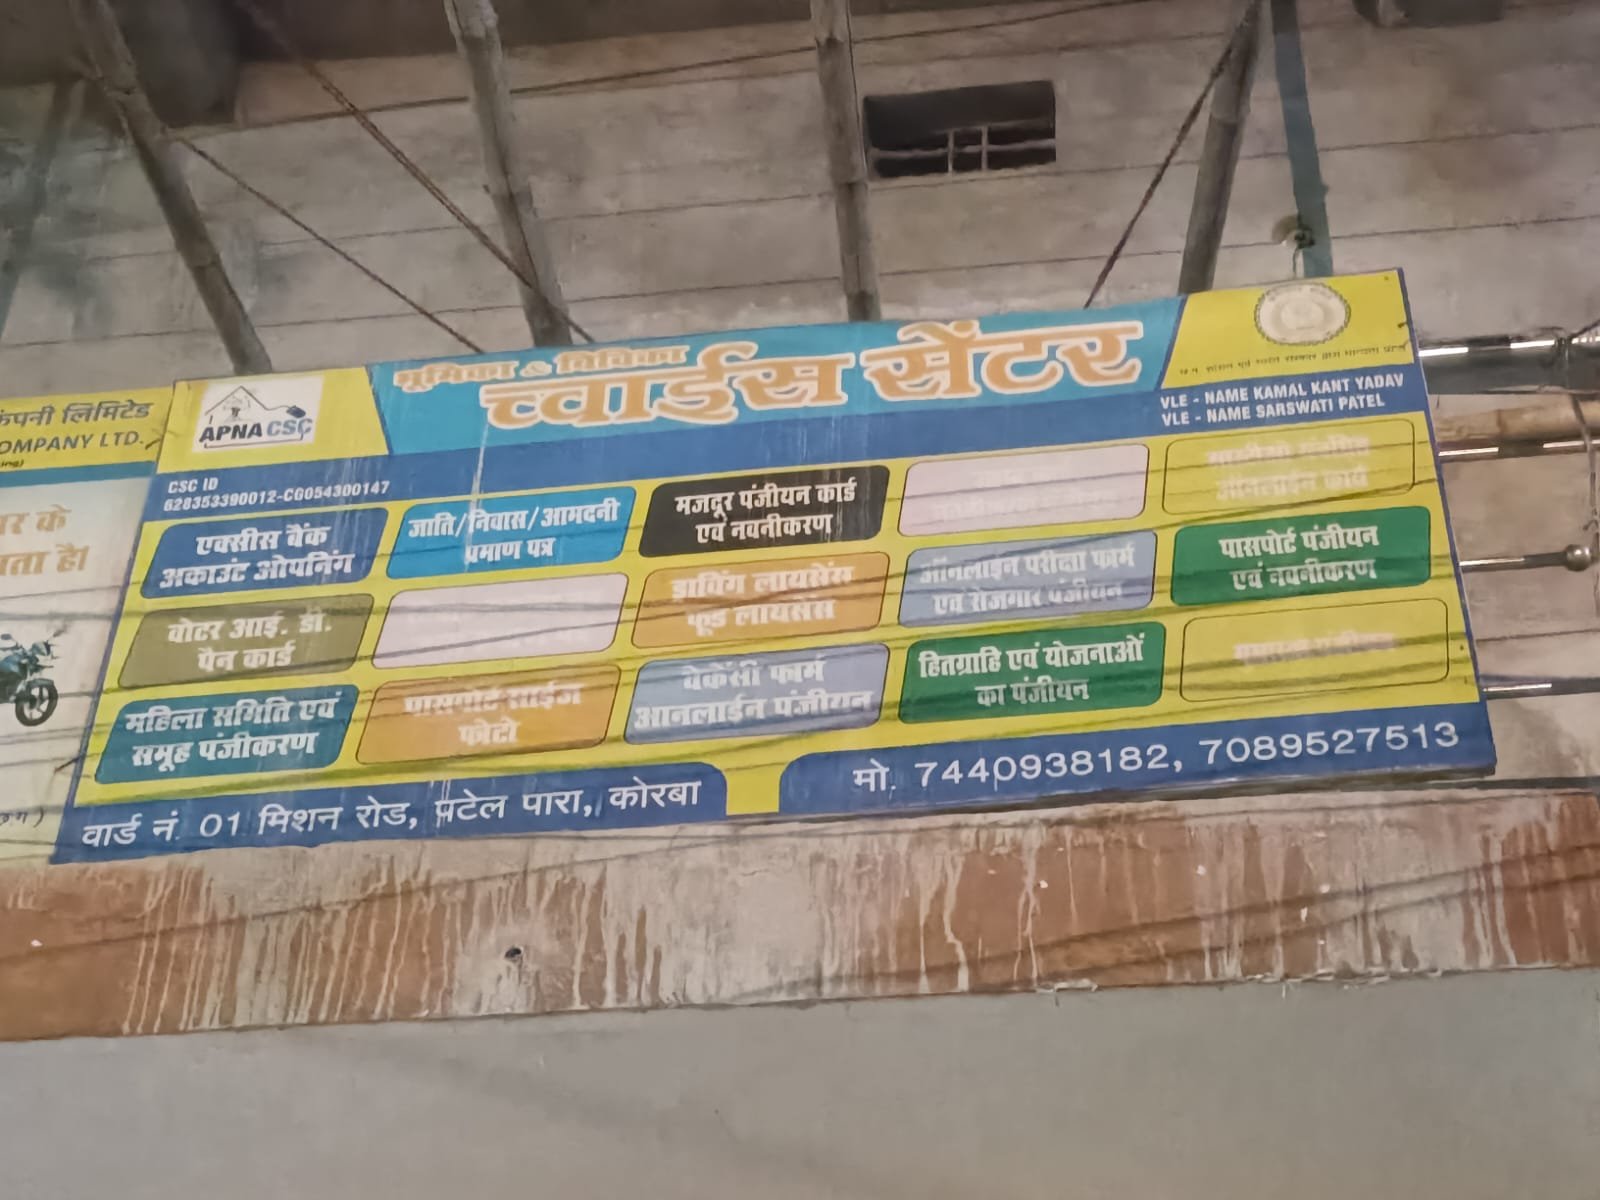 कंपनी लिमिटेड
COMPANY LTD.
र के
ता है।
भूमिका & विविका
च्वाईस सेंटर
APNA CSC
CSC ID
628353390012-CG054300147
VLE - NAME KAMAL KANT YADAV
VLE - NAME SARSWATI PATEL
एक्सीस बैंक
अकाउंट ओपनिंग
जाति/निवास/आमदनी
प्रमाण पत्र
मजदूर पंजीयन कार्ड
एवं नवनीकरण
ऑनलाईन कार्य
वोटर आई. डी.
पैन कार्ड
ड्राविंग लायसेंस
फूड लायसेंस
ऑनलाइन परीक्षा फार्म
एवं रोजगार पंजीयन
पासपोर्ट पंजीयन
एवं नवनीकरण
महिला समिति एवं
समूह पंजीकरण
पासपोर्ट साईज
फोटो
वेकेंसी फार्म
आनलाईन पंजीयन
हितग्राहि एवं योजनाओं
का पंजीयन
वार्ड नं. 01 मिशन रोड, पटेल पारा, कोरबा
मो. 7440938182, 7089527513